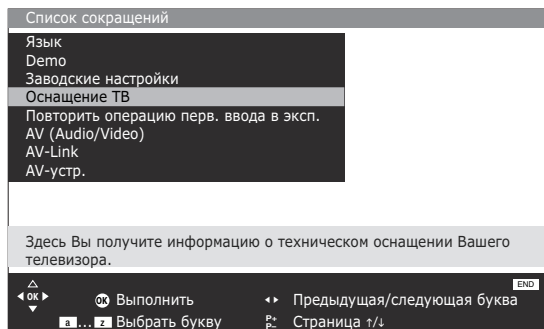 Список сокращений
Язык
Demo
Заводские настройки
Оснащение ТВ
Повторить операцию перв. ввода в эксп.
AV (Audio/Video)
AV-Link
AV-устр.
Здесь Вы получите информацию о техническом оснащении Вашего
телевизора.
END
OK OK Выполнить Предыдущая/следующая буква
a ... z Выбрать букву P+ P– Страница ↑/↓